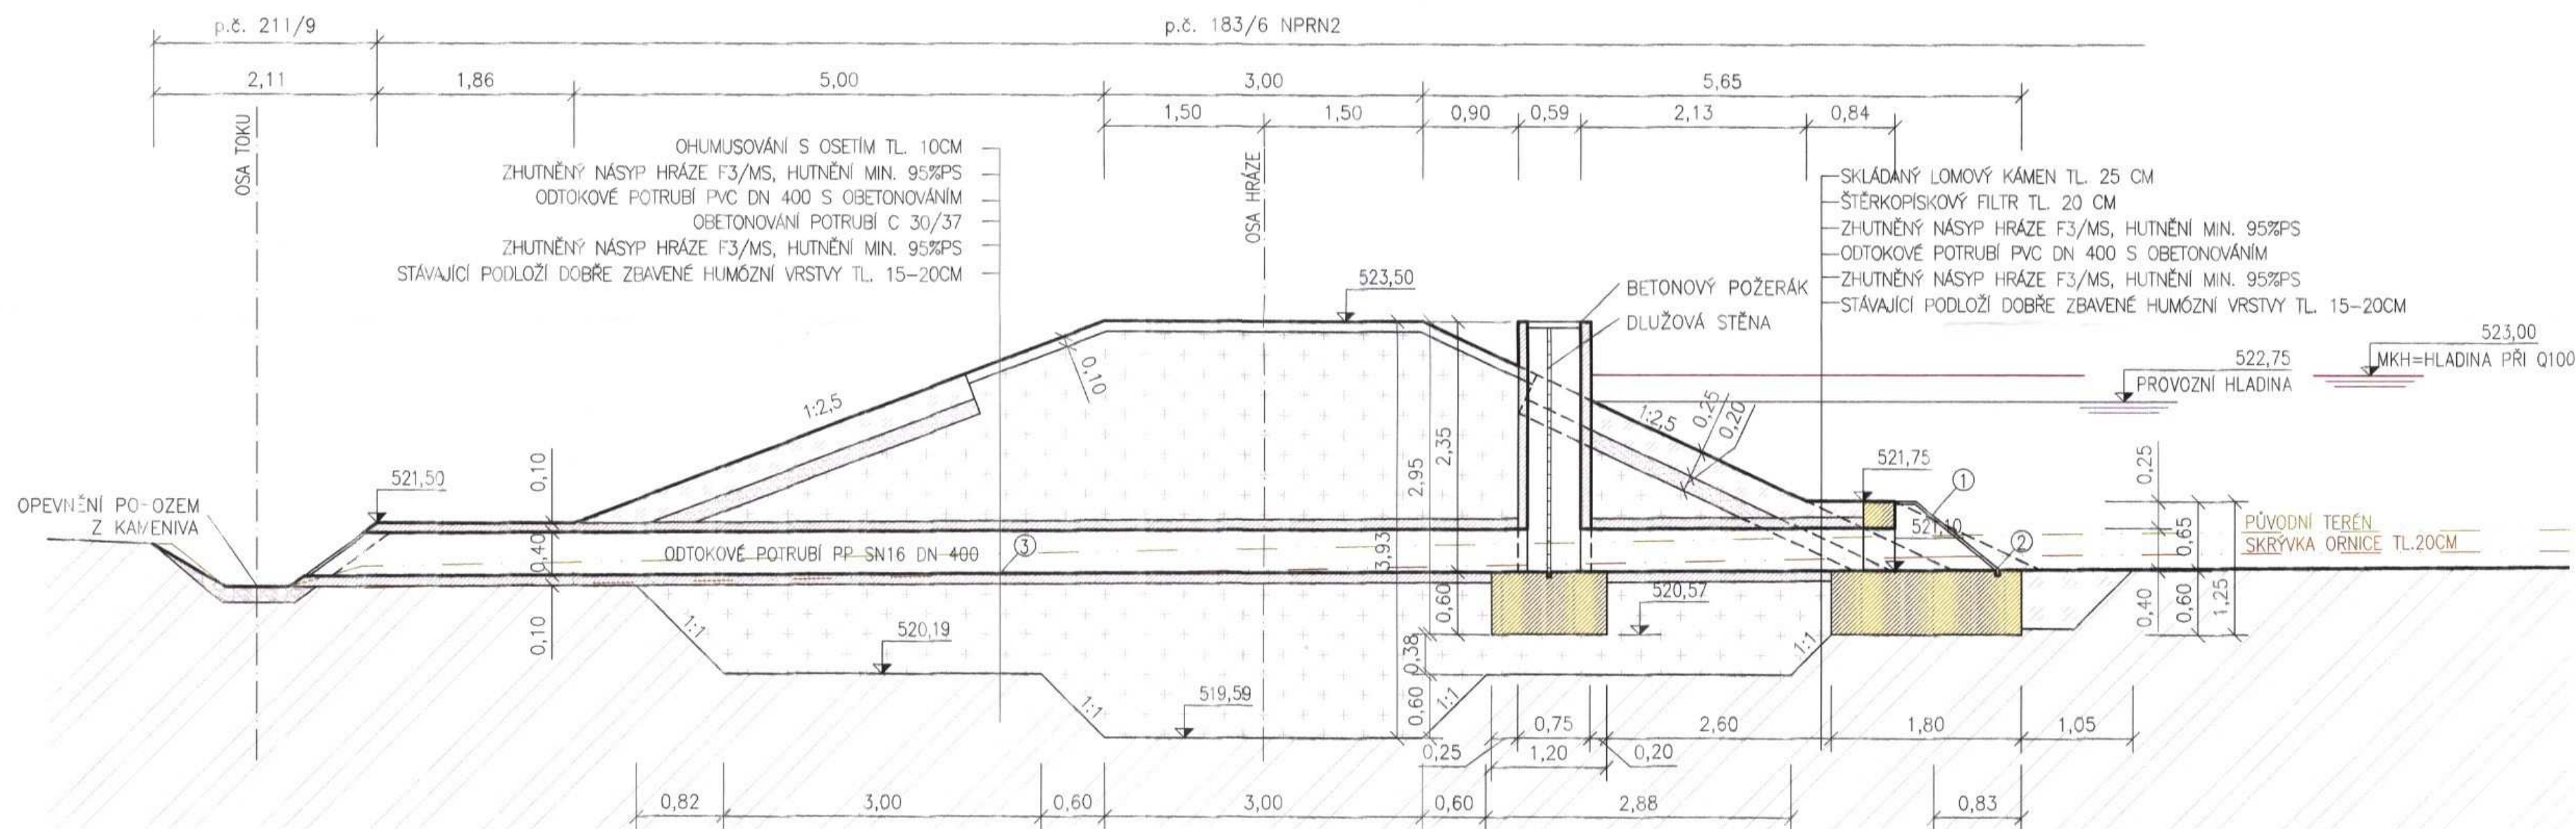 p.č. 211/9
p.č. 183/6 NPRN2
2,11
1,86
5,00
3,00
5,65
1,50
1,50
0,90
0,59
2,13
0,84
OSA TOKU
OSA HRÁZE
OHUMUSOVÁNÍ S OSETÍM TL. 10CM
ZHUTNĚNÝ NÁSYP HRÁZE F3/MS, HUTNĚNÍ MIN. 95%PS
ODTOKOVÉ POTRUBÍ PVC DN 400 S OBETONOVÁNÍM
OBETONOVÁNÍ POTRUBÍ C 30/37
ZHUTNĚNÝ NÁSYP HRÁZE F3/MS, HUTNĚNÍ MIN. 95%PS
STÁVAJÍCÍ PODLOŽÍ DOBŘE ZBAVENÉ HUMÓZNÍ VRSTVY TL. 15-20CM
SKLÁDANÝ LOMOVÝ KÁMEN TL. 25 CM
ŠTĚRKOPÍSKOVÝ FILTR TL. 20 CM
ZHUTNĚNÝ NÁSYP HRÁZE F3/MS, HUTNĚNÍ MIN. 95%PS
ODTOKOVÉ POTRUBÍ PVC DN 400 S OBETONOVÁNÍM
ZHUTNĚNÝ NÁSYP HRÁZE F3/MS, HUTNĚNÍ MIN. 95%PS
STÁVAJÍCÍ PODLOŽÍ DOBŘE ZBAVENÉ HUMÓZNÍ VRSTVY TL. 15-20CM
523,50
BETONOVÝ POŽERÁK
DLUŽOVÁ STĚNA
523,00
MKH=HLADINA PŘI Q100
522,75
PROVOZNÍ HLADINA
0,10
1:2,5
1:2,5
0,25
0,20
2,35
2,95
3,93
521,50
0,10
0,40
0,10
OPEVNĚNÍ
Z KAMENIVA
521,75
521,10
1
2
3
0,25
0,65
0,40
0,60
1,25
PŮVODNÍ TERÉN
SKRÝVKA ORNICE TL.20CM
ODTOKOVÉ POTRUBÍ PP SN16 DN 400
0,60
520,57
0,38
0,60
1:1
520,19
1:1
519,59
1:1
1:1
0,75
2,60
1,80
1,05
0,25
1,20
0,20
0,82
3,00
0,60
3,00
0,60
2,88
0,83